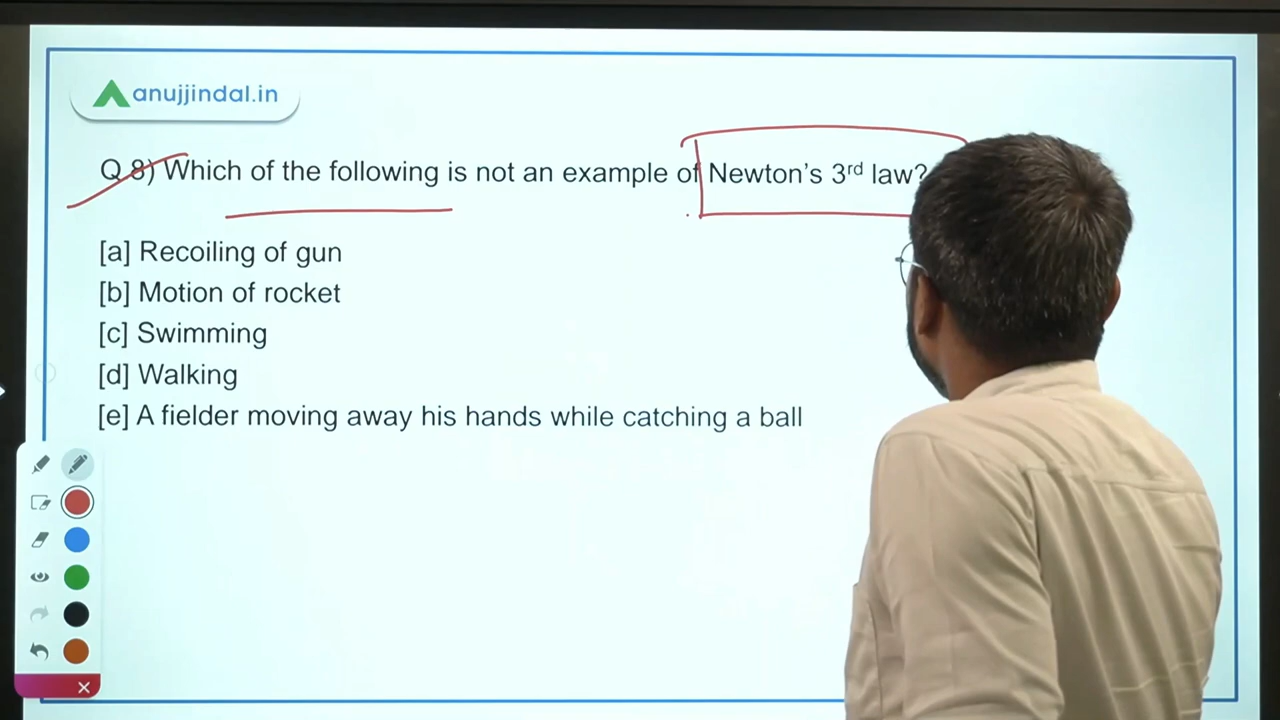 anujjindal.in
Q 8) Which of the following is not an example of Newton's 3rd law?
[a] Recoiling of gun
[b] Motion of rocket
[c] Swimming
[d] Walking
[e] A fielder moving away his hands while catching a ball